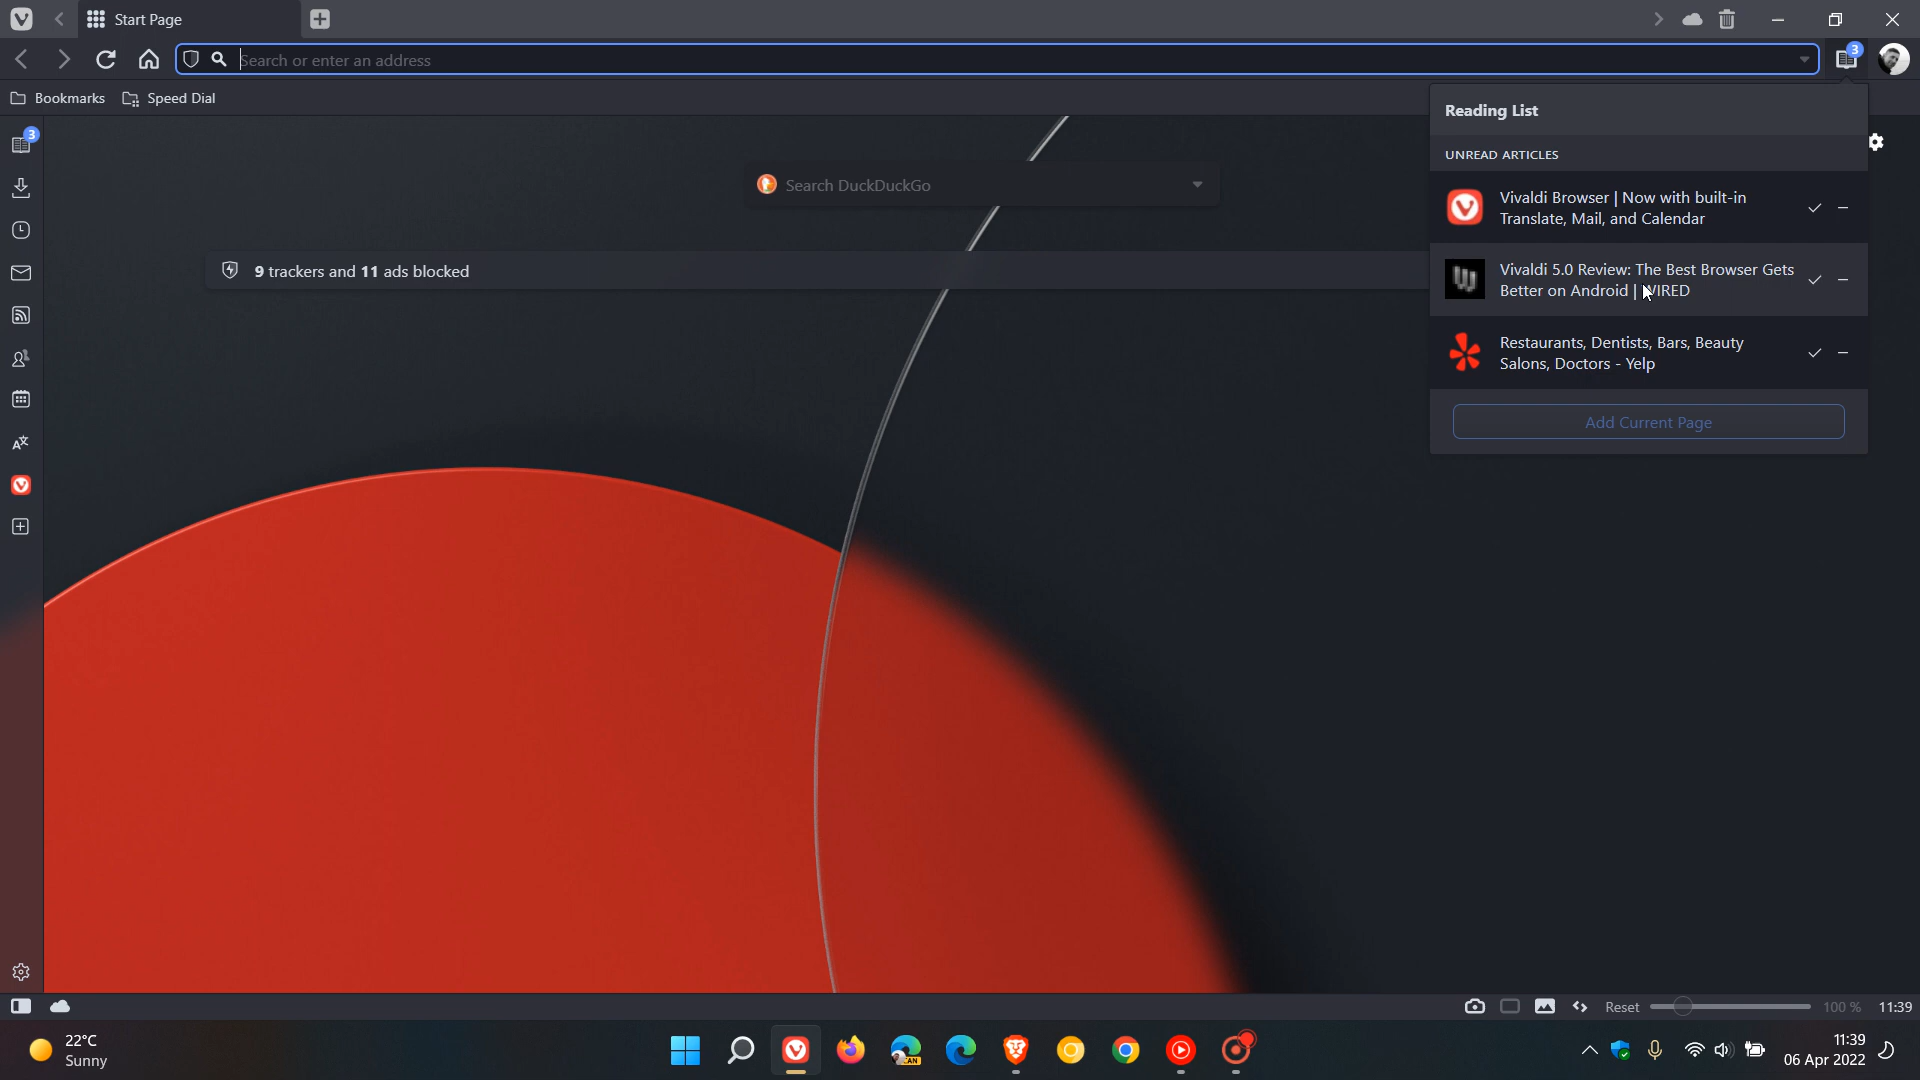 Start Page
Search or enter an address
3
Bookmarks
Speed Dial
Reading List
3
UNREAD ARTICLES
Search DuckDuckGo
Vivaldi Browser | Now with built-in
Translate, Mail, and Calendar
9 trackers and 11 ads blocked
Vivaldi 5.0 Review: The Best Browser Gets
Better on Android | WIRED
Restaurants, Dentists, Bars, Beauty
Salons, Doctors - Yelp
Add Current Page
Reset
100 %
11:39
22°C
Sunny
CAN
11:39
06 Apr 2022